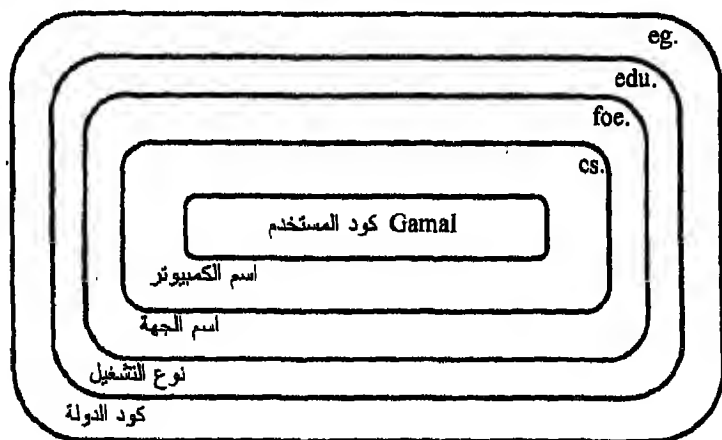 eg.
edu.
foe.
cs.
كود المستخدم Gamal
اسم الكمبيوتر
اسم الجهة
نوع التشغيل
كود الدولة